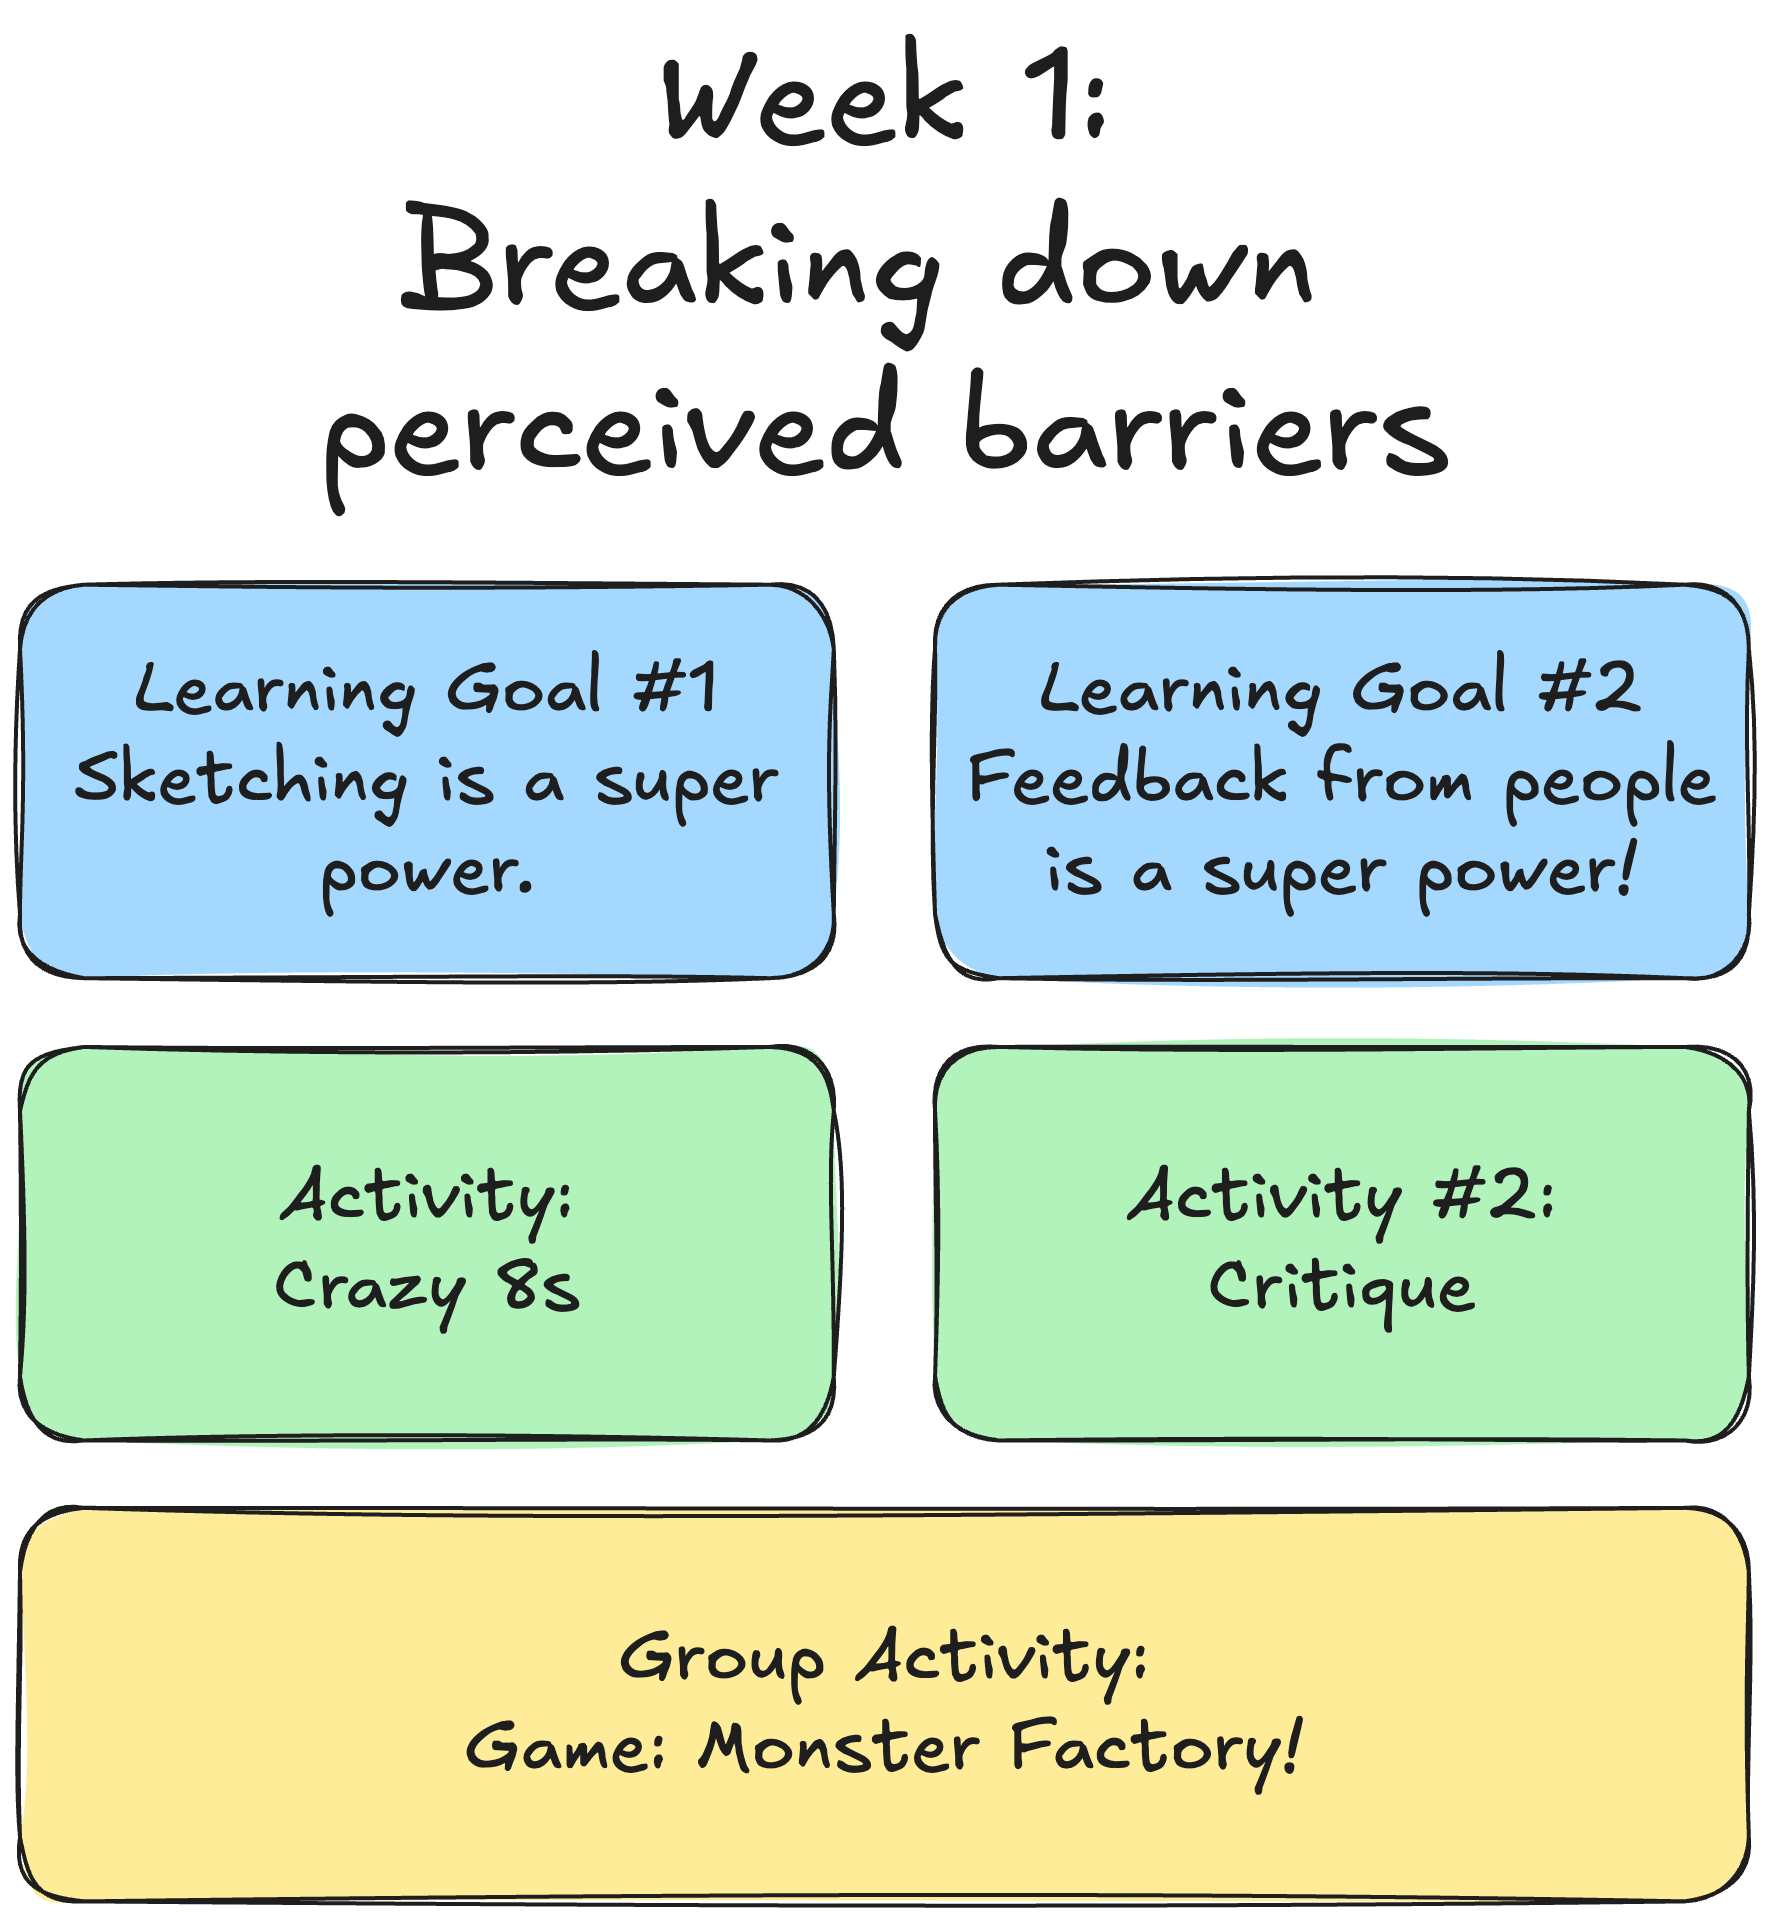 Week 1:
Breaking down
perceived barriers
Learning Goal #1
Sketching is a super
power.
Learning Goal #2
Feedback from people
is a super power!
Activity:
Crazy 8s
Activity #2:
Critique
Group Activity:
Game: Monster Factory!